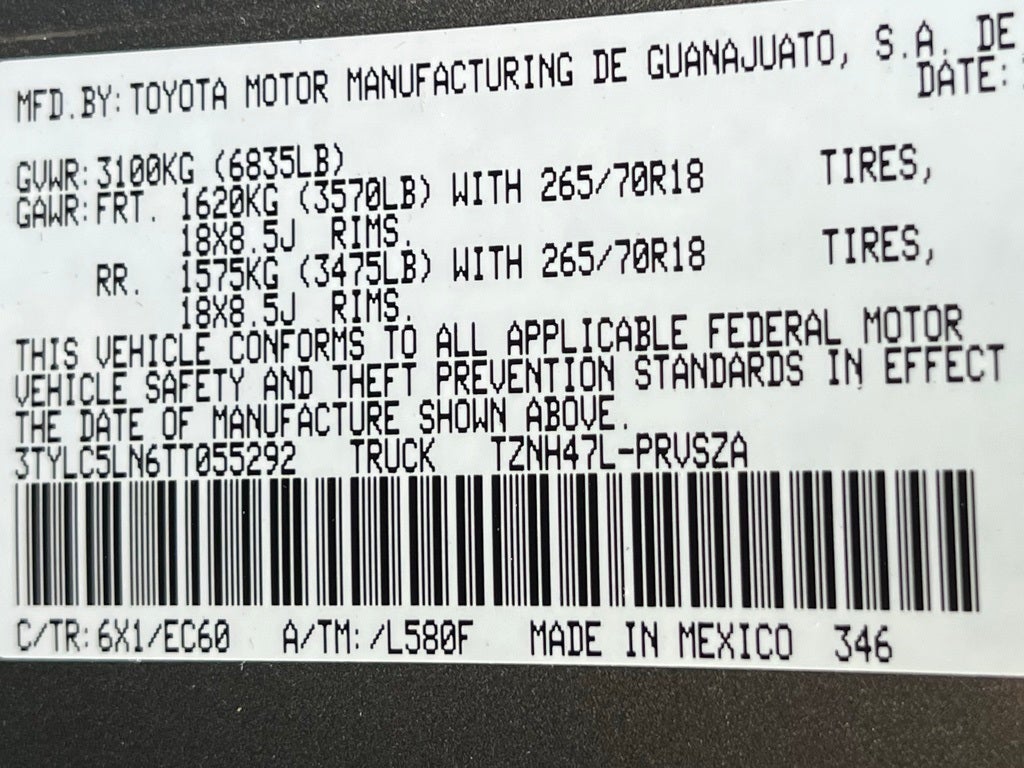 MFD.BY:TOYOTA MOTOR MANUFACTURING DE GUANAJUATO, S.A. DE
DATE:
GVWR:3100KG (6835LB)
GAWR:FRT. 1620KG (3570LB) WITH 265/70R18 TIRES,
18X8.5J RIMS.
RR. 1575KG (3475LB) WITH 265/70R18 TIRES,
18X8.5J RIMS.
THIS VEHICLE CONFORMS TO ALL APPLICABLE FEDERAL MOTOR
VEHICLE SAFETY AND THEFT PREVENTION STANDARDS IN EFFECT
THE DATE OF MANUFACTURE SHOWN ABOVE.
3TYLC5LN6TT055292 TRUCK TZNH47L-PRVSZA
C/TR:6X1/EC60 A/TM:/L580F MADE IN MEXICO 346